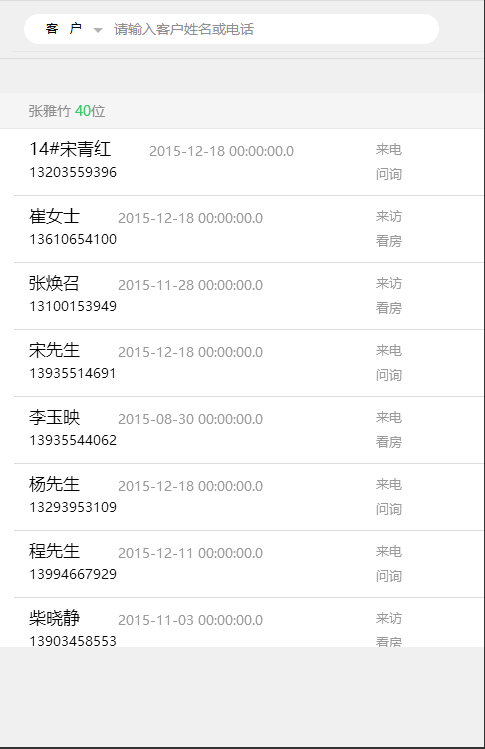 客 户 请输入客户姓名或电话
张雅竹 40位
14#宋青红 2015-12-18 00:00:00.0 来电
13203559396 问询
崔女士 2015-12-18 00:00:00.0 来访
13610654100 看房
张焕召 2015-11-28 00:00:00.0 来访
13100153949 看房
宋先生 2015-12-18 00:00:00.0 来电
13935514691 问询
李玉映 2015-08-30 00:00:00.0 来电
13935544062 看房
杨先生 2015-12-18 00:00:00.0 来电
13293953109 问询
程先生 2015-12-11 00:00:00.0 来电
13994667929 问询
柴晓静 2015-11-03 00:00:00.0 来访
13903458553 看房